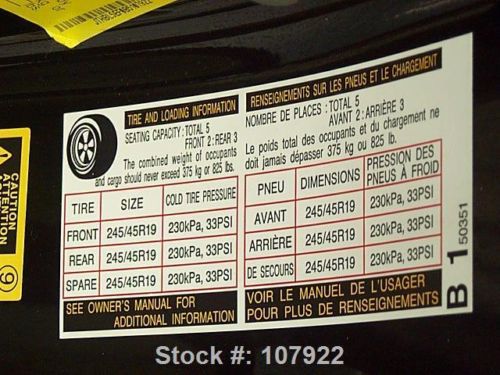 TIRE AND LOADING INFORMATION
SEATING CAPACITY: TOTAL 5
FRONT 2: REAR 3
The combined weight of occupants
and cargo should never exceed 375 kg or 825 lb.
TIRE SIZE COLD TIRE PRESSURE
FRONT 245/45R19 230kPa, 33PSI
REAR 245/45R19 230kPa, 33PSI
SPARE 245/45R19 230kPa, 33PSI
SEE OWNER'S MANUAL FOR
ADDITIONAL INFORMATION
RENSEIGNEMENTS SUR LES PNEUS ET LE CHARGEMENT
NOMBRE DE PLACES: TOTAL 5
AVANT 2: ARRIÈRE 3
Le poids total des occupants et du chargement ne
doit jamais dépasser 375 kg ou 825 lb.
PNEU DIMENSIONS PRESSION DES
PNEUS À FROID
AVANT 245/45R19 230kPa, 33PSI
ARRIÈRE 245/45R19 230kPa, 33PSI
DE SECOURS 245/45R19 230kPa, 33PSI
VOIR LE MANUEL DE L'USAGER
POUR PLUS DE RENSEIGNEMENTS
B 1 50351
CAUTION
ATTENTION
Stock #: 107922